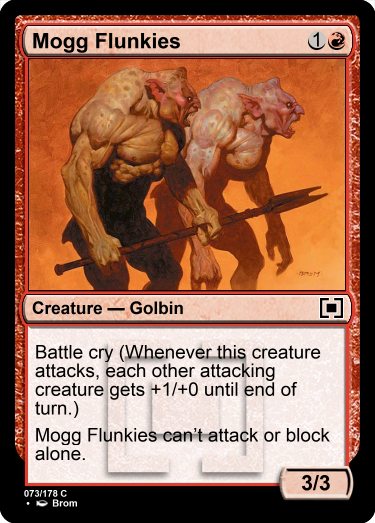 Mogg Flunkies 1
Creature — Golbin
Battle cry (Whenever this creature
attacks, each other attacking
creature gets +1/+0 until end of
turn.)
Mogg Flunkies can't attack or block
alone.
3/3
073/178 C
• Brom